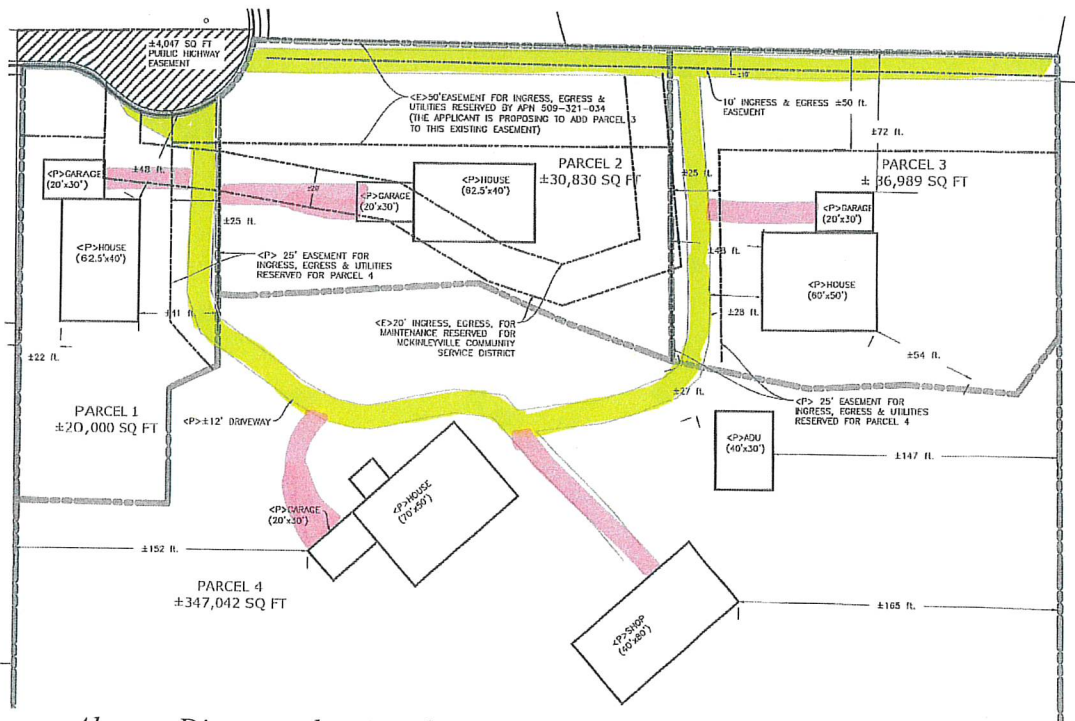 ±4,047 SQ FT
PUBLIC HIGHWAY
EASEMENT
<E>50'EASEMENT FOR INGRESS, EGRESS &
UTILITIES RESERVED BY APN 509-321-034
(THE APPLICANT IS PROPOSING TO ADD PARCEL 3
TO THIS EXISTING EASEMENT)
10' INGRESS & EGRESS ±50 ft.
EASEMENT
±72 ft.
PARCEL 2
±30,830 SQ FT
PARCEL 3
±36,989 SQ FT
<P>GARAGE
(20'x30')
±48 ft.
±20'
<P>GARAGE
(20'x30')
<P>HOUSE
(62.5'x40')
±25 ft.
<P>GARAGE
(20'x30')
±25 ft.
<P>HOUSE
(62.5'x40')
<P> 25' EASEMENT FOR
INGRESS, EGRESS & UTILITIES
RESERVED FOR PARCEL 4
<P>HOUSE
(60'x50')
±41 ft.
±28 ft.
<E>20' INGRESS, EGRESS, FOR
MAINTENANCE RESERVED FOR
MCKINLEYVILLE COMMUNITY
SERVICE DISTRICT
±22 ft.
±54 ft.
±27 ft.
PARCEL 1
±20,000 SQ FT
<P>±12' DRIVEWAY
<P> 25' EASEMENT FOR
INGRESS, EGRESS & UTILITIES
RESERVED FOR PARCEL 4
<P>ADU
(40'x30')
±147 ft.
<P>HOUSE
(70'x50')
<P>GARAGE
(20'x30')
±152 ft.
PARCEL 4
±347,042 SQ FT
<P>SHOP
(40'x80')
±165 ft.